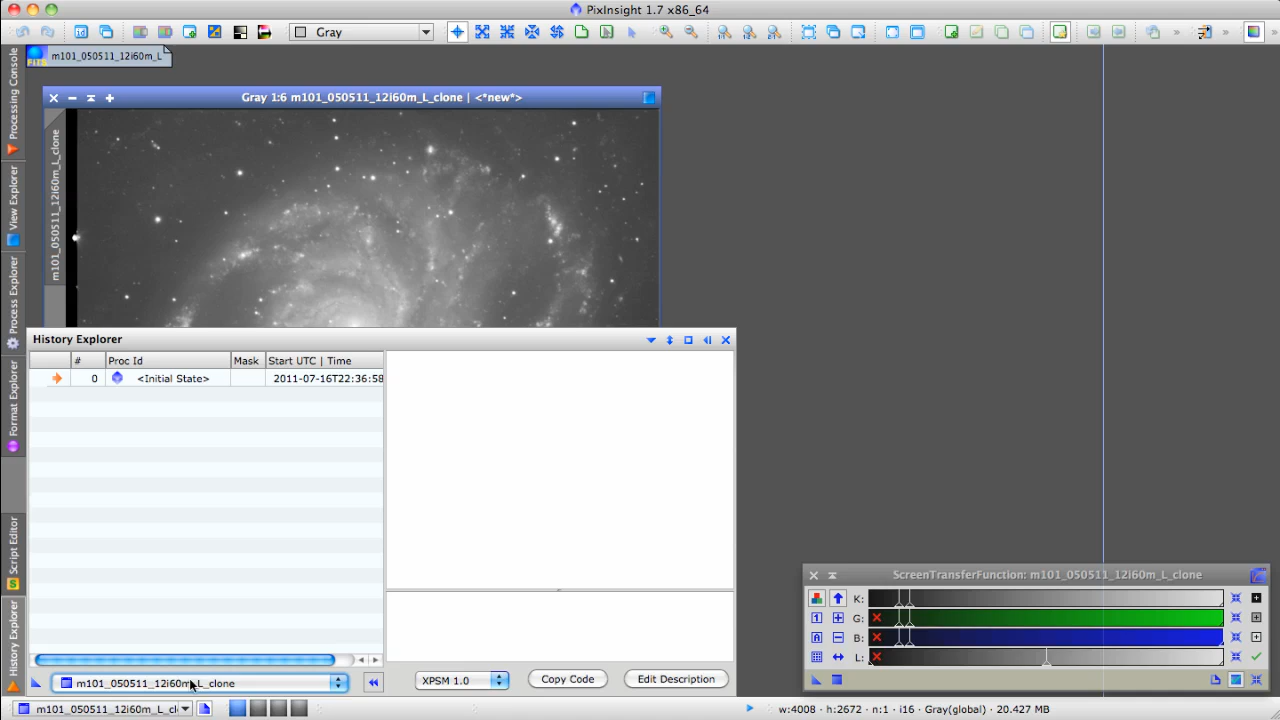 PixInsight 1.7 x86_64
Gray
m101_050511_12i60m_L
Gray 1:6 m101_050511_12i60m_L_clone | <*new*>
m101_050511_12i60m_L_clone
Processing Console
View Explorer
Process Explorer
Format Explorer
Script Editor
History Explorer
History Explorer
# Proc Id Mask Start UTC | Time
0 <Initial State> 2011-07-16T22:36:58
m101_050511_12i60m_L_clone
XPSM 1.0
Copy Code
Edit Description
ScreenTransferFunction: m101_050511_12i60m_L_clone
K:
G:
B:
L:
m101_050511_12i60m_L_cl
w:4008 · h:2672 · n:1 · i16 · Gray(global) · 20.427 MB